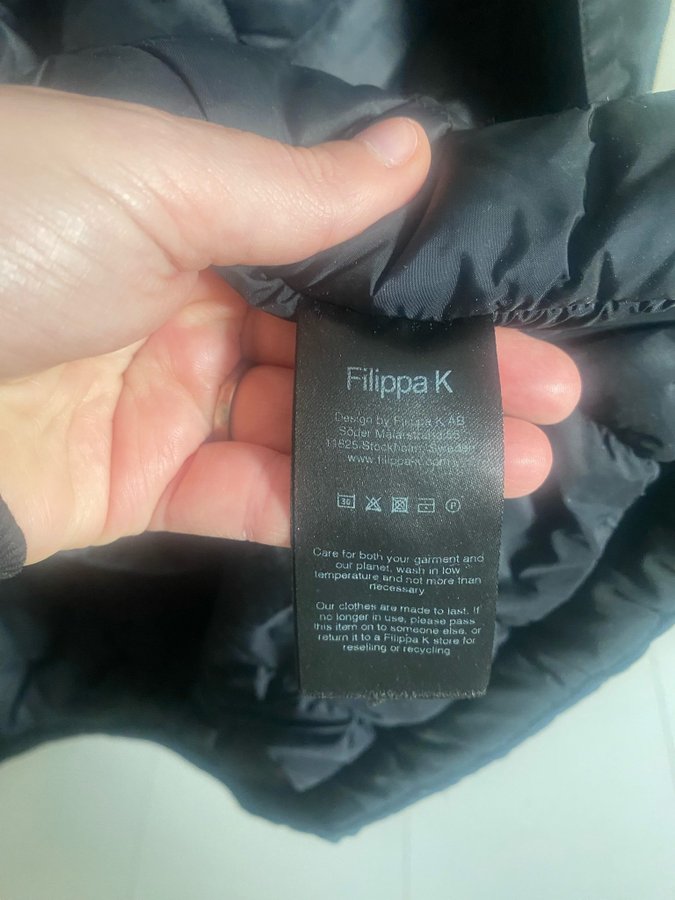 Filippa K
Design by Filippa K AB
Söder Mälarstrand 65
11825 Stockholm, Sweden
www.filippa-k.com
30
P
Care for both your garment and
our planet, wash in low
temperature and not more than
necessary
Our clothes are made to last. If
no longer in use, please pass
this item on to someone else, or
return it to a Filippa K store for
reselling or recycling